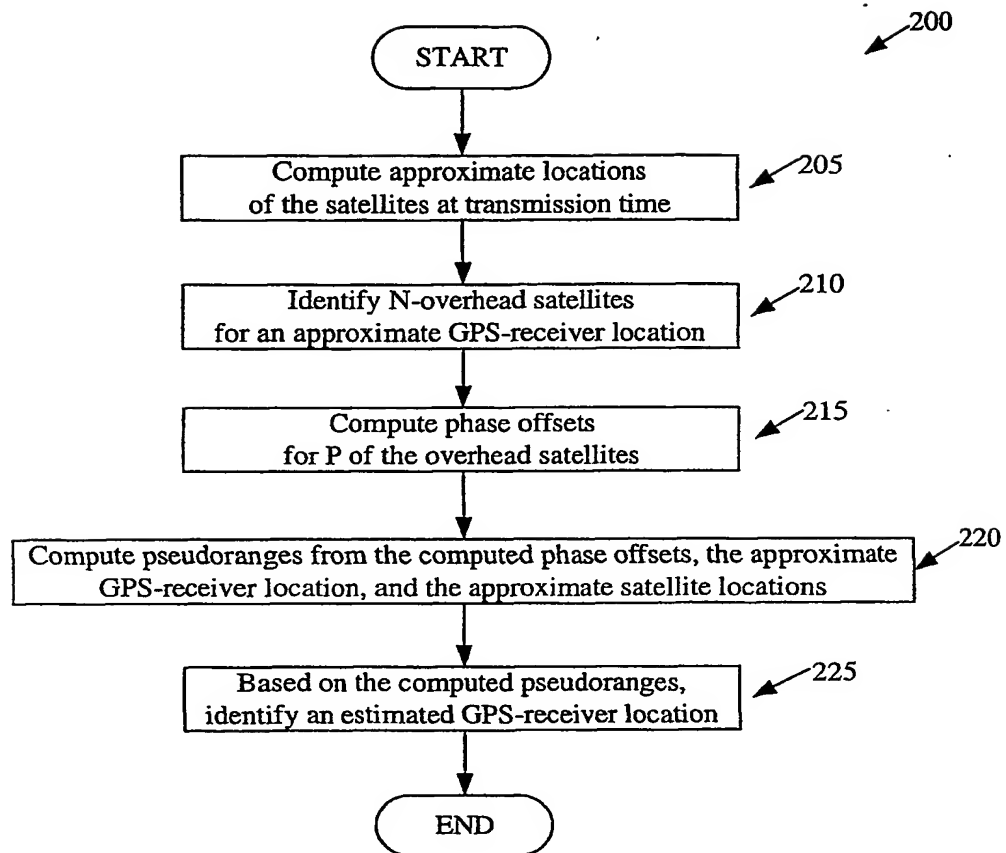 200
START
Compute approximate locations
of the satellites at transmission time
205
Identify N-overhead satellites
for an approximate GPS-receiver location
210
Compute phase offsets
for P of the overhead satellites
215
Compute pseudoranges from the computed phase offsets, the approximate
GPS-receiver location, and the approximate satellite locations
220
Based on the computed pseudoranges,
identify an estimated GPS-receiver location
225
END